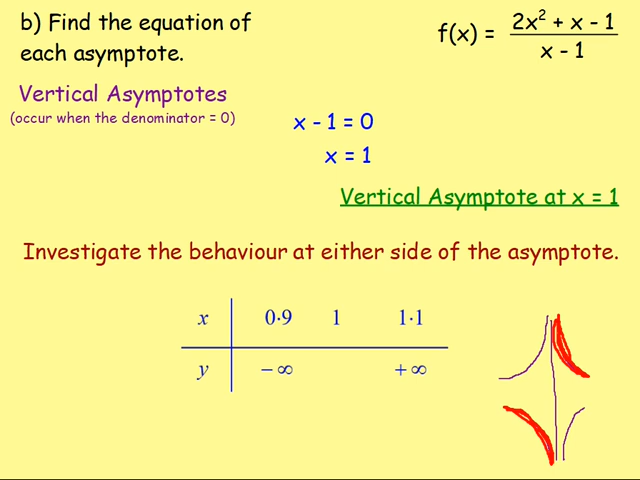 b) Find the equation of
each asymptote.
f(x) = 2x² + x - 1
x - 1
Vertical Asymptotes
(occur when the denominator = 0)
x - 1 = 0
x = 1
Vertical Asymptote at x = 1
Investigate the behaviour at either side of the asymptote.
x 0·9 1 1·1
y – ∞ + ∞